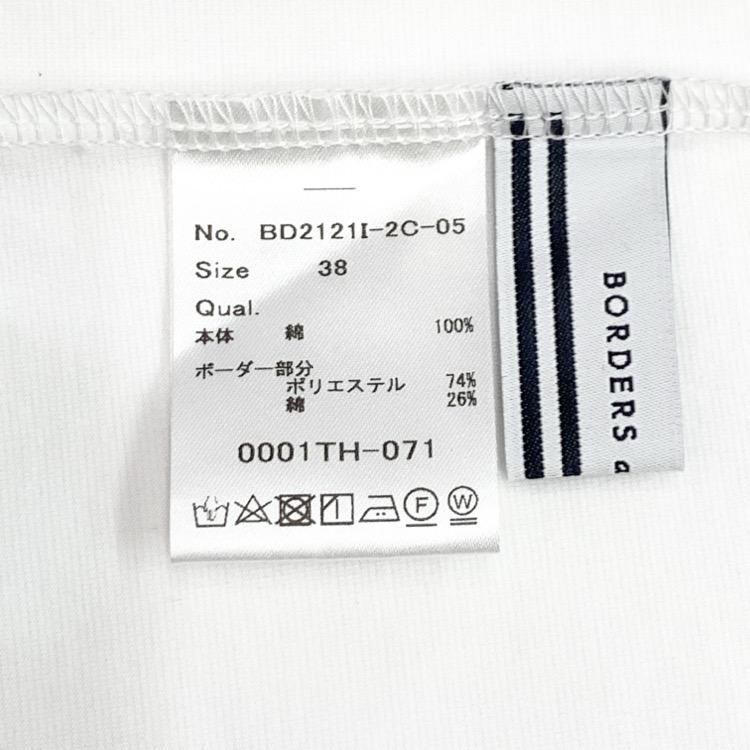 No. BD2121I-2C-05
Size 38
Qual.
本体 綿 100%
ボーダー部分
ポリエステル 74%
綿 26%
0001TH-071
F W
BORDERS a